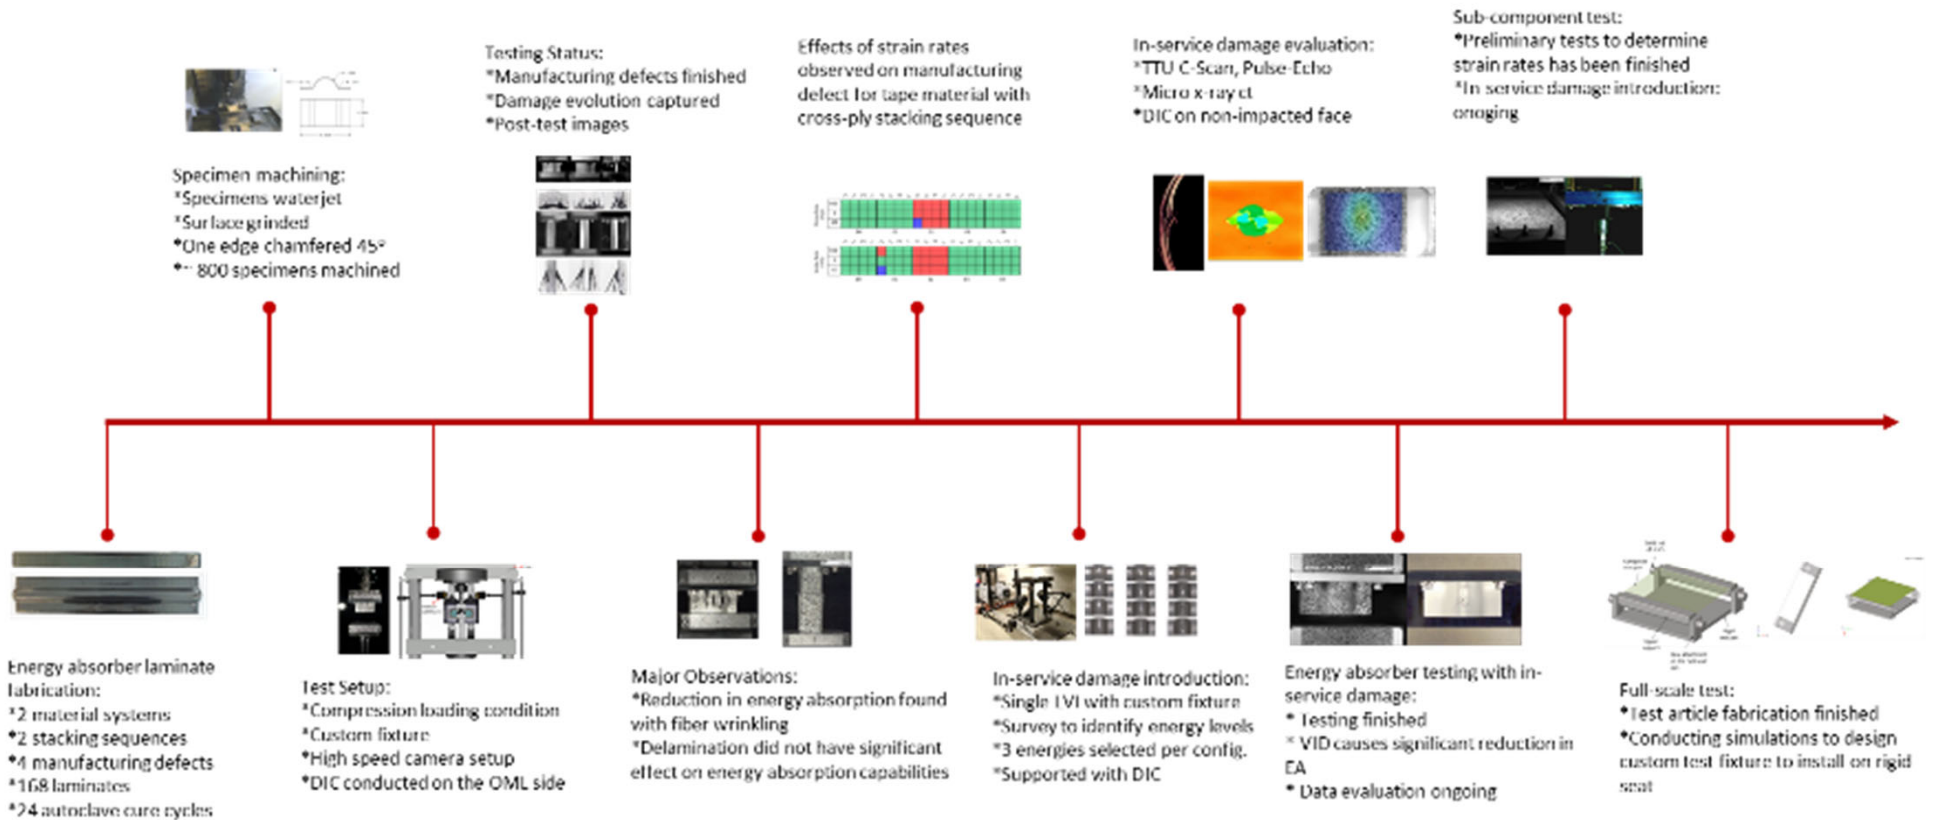 Specimen machining:
*Specimens waterjet
*Surface grinded
*One edge chamfered 45°
*~ 800 specimens machined
Testing Status:
*Manufacturing defects finished
*Damage evolution captured
*Post-test images
Effects of strain rates
observed on manufacturing
defect for tape material with
cross-ply stacking sequence
In-service damage evaluation:
*TTU C-Scan, Pulse-Echo
*Micro x-ray ct
*DIC on non-impacted face
Sub-component test:
*Preliminary tests to determine
strain rates has been finished
*In-service damage introduction:
onoging
Energy absorber laminate
fabrication:
*2 material systems
*2 stacking sequences
*4 manufacturing defects
*168 laminates
*24 autoclave cure cycles
Test Setup:
*Compression loading condition
*Custom fixture
*High speed camera setup
*DIC conducted on the OML side
Major Observations:
*Reduction in energy absorption found
with fiber wrinkling
*Delamination did not have significant
effect on energy absorption capabilities
In-service damage introduction:
*Single LVI with custom fixture
*Survey to identify energy levels
*3 energies selected per config.
*Supported with DIC
Energy absorber testing with in-
service damage:
* Testing finished
* VID causes significant reduction in
EA
* Data evaluation ongoing
Full-scale test:
*Test article fabrication finished
*Conducting simulations to design
custom test fixture to install on rigid
seat